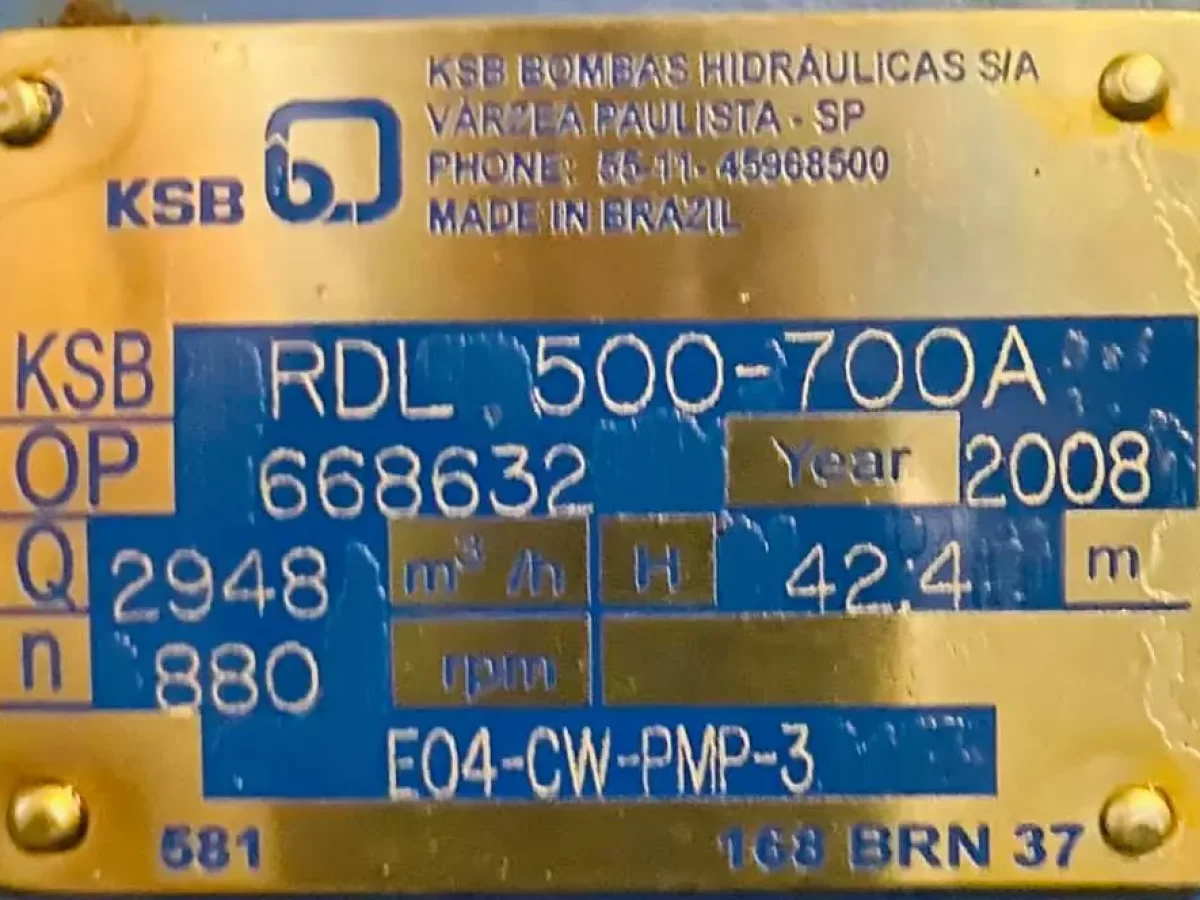 KSB BOMBAS HIDRÁULICAS S/A
VÁRZEA PAULISTA - SP
PHONE: 55-11-45968500
MADE IN BRAZIL
KSB
KSB RDL 500-700A
OP 668632 Year 2008
Q 2948 m³/h H 42.4 m
n 880 rpm
E04-CW-PMP-3
581 168 BRN 37